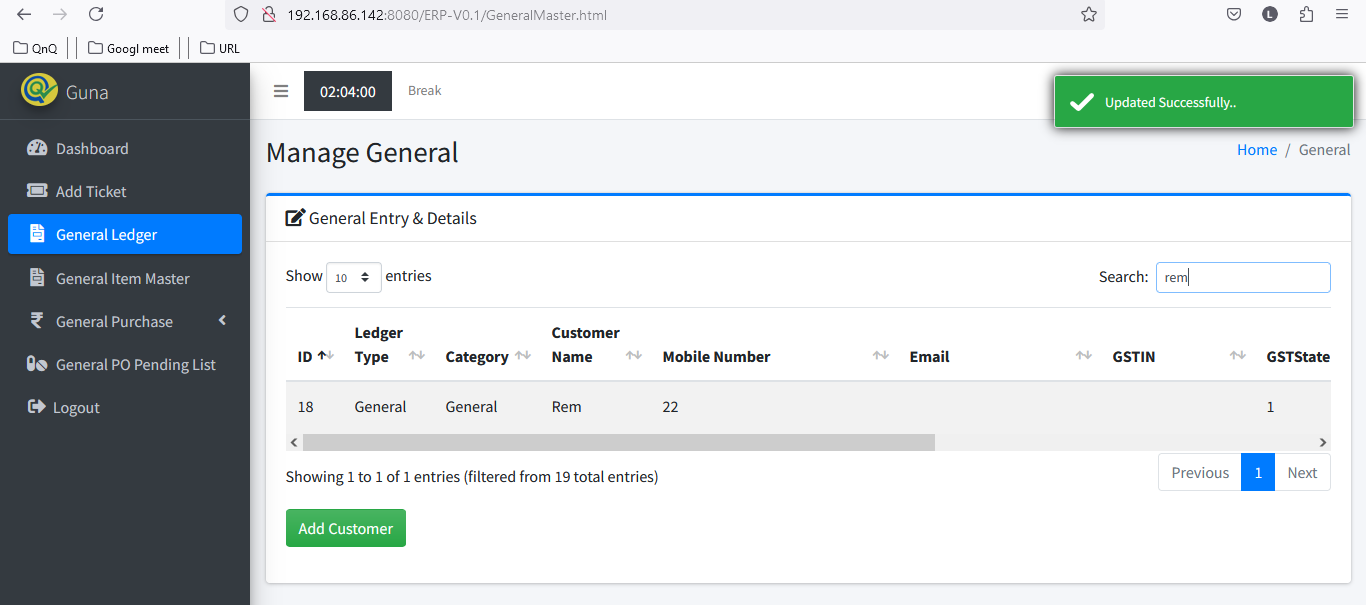 192.168.86.142:8080/ERP-V0.1/GeneralMaster.html
L
QnQ
Googl meet
URL
Guna
02:04:00
Break
Updated Successfully..
Dashboard
Add Ticket
General Ledger
General Item Master
General Purchase
General PO Pending List
Logout
Manage General
Home / General
General Entry & Details
Show 10 entries
Search: rem
ID
Ledger Type
Category
Customer Name
Mobile Number
Email
GSTIN
GSTState
18 General General Rem 22 1
Showing 1 to 1 of 1 entries (filtered from 19 total entries)
Previous 1 Next
Add Customer